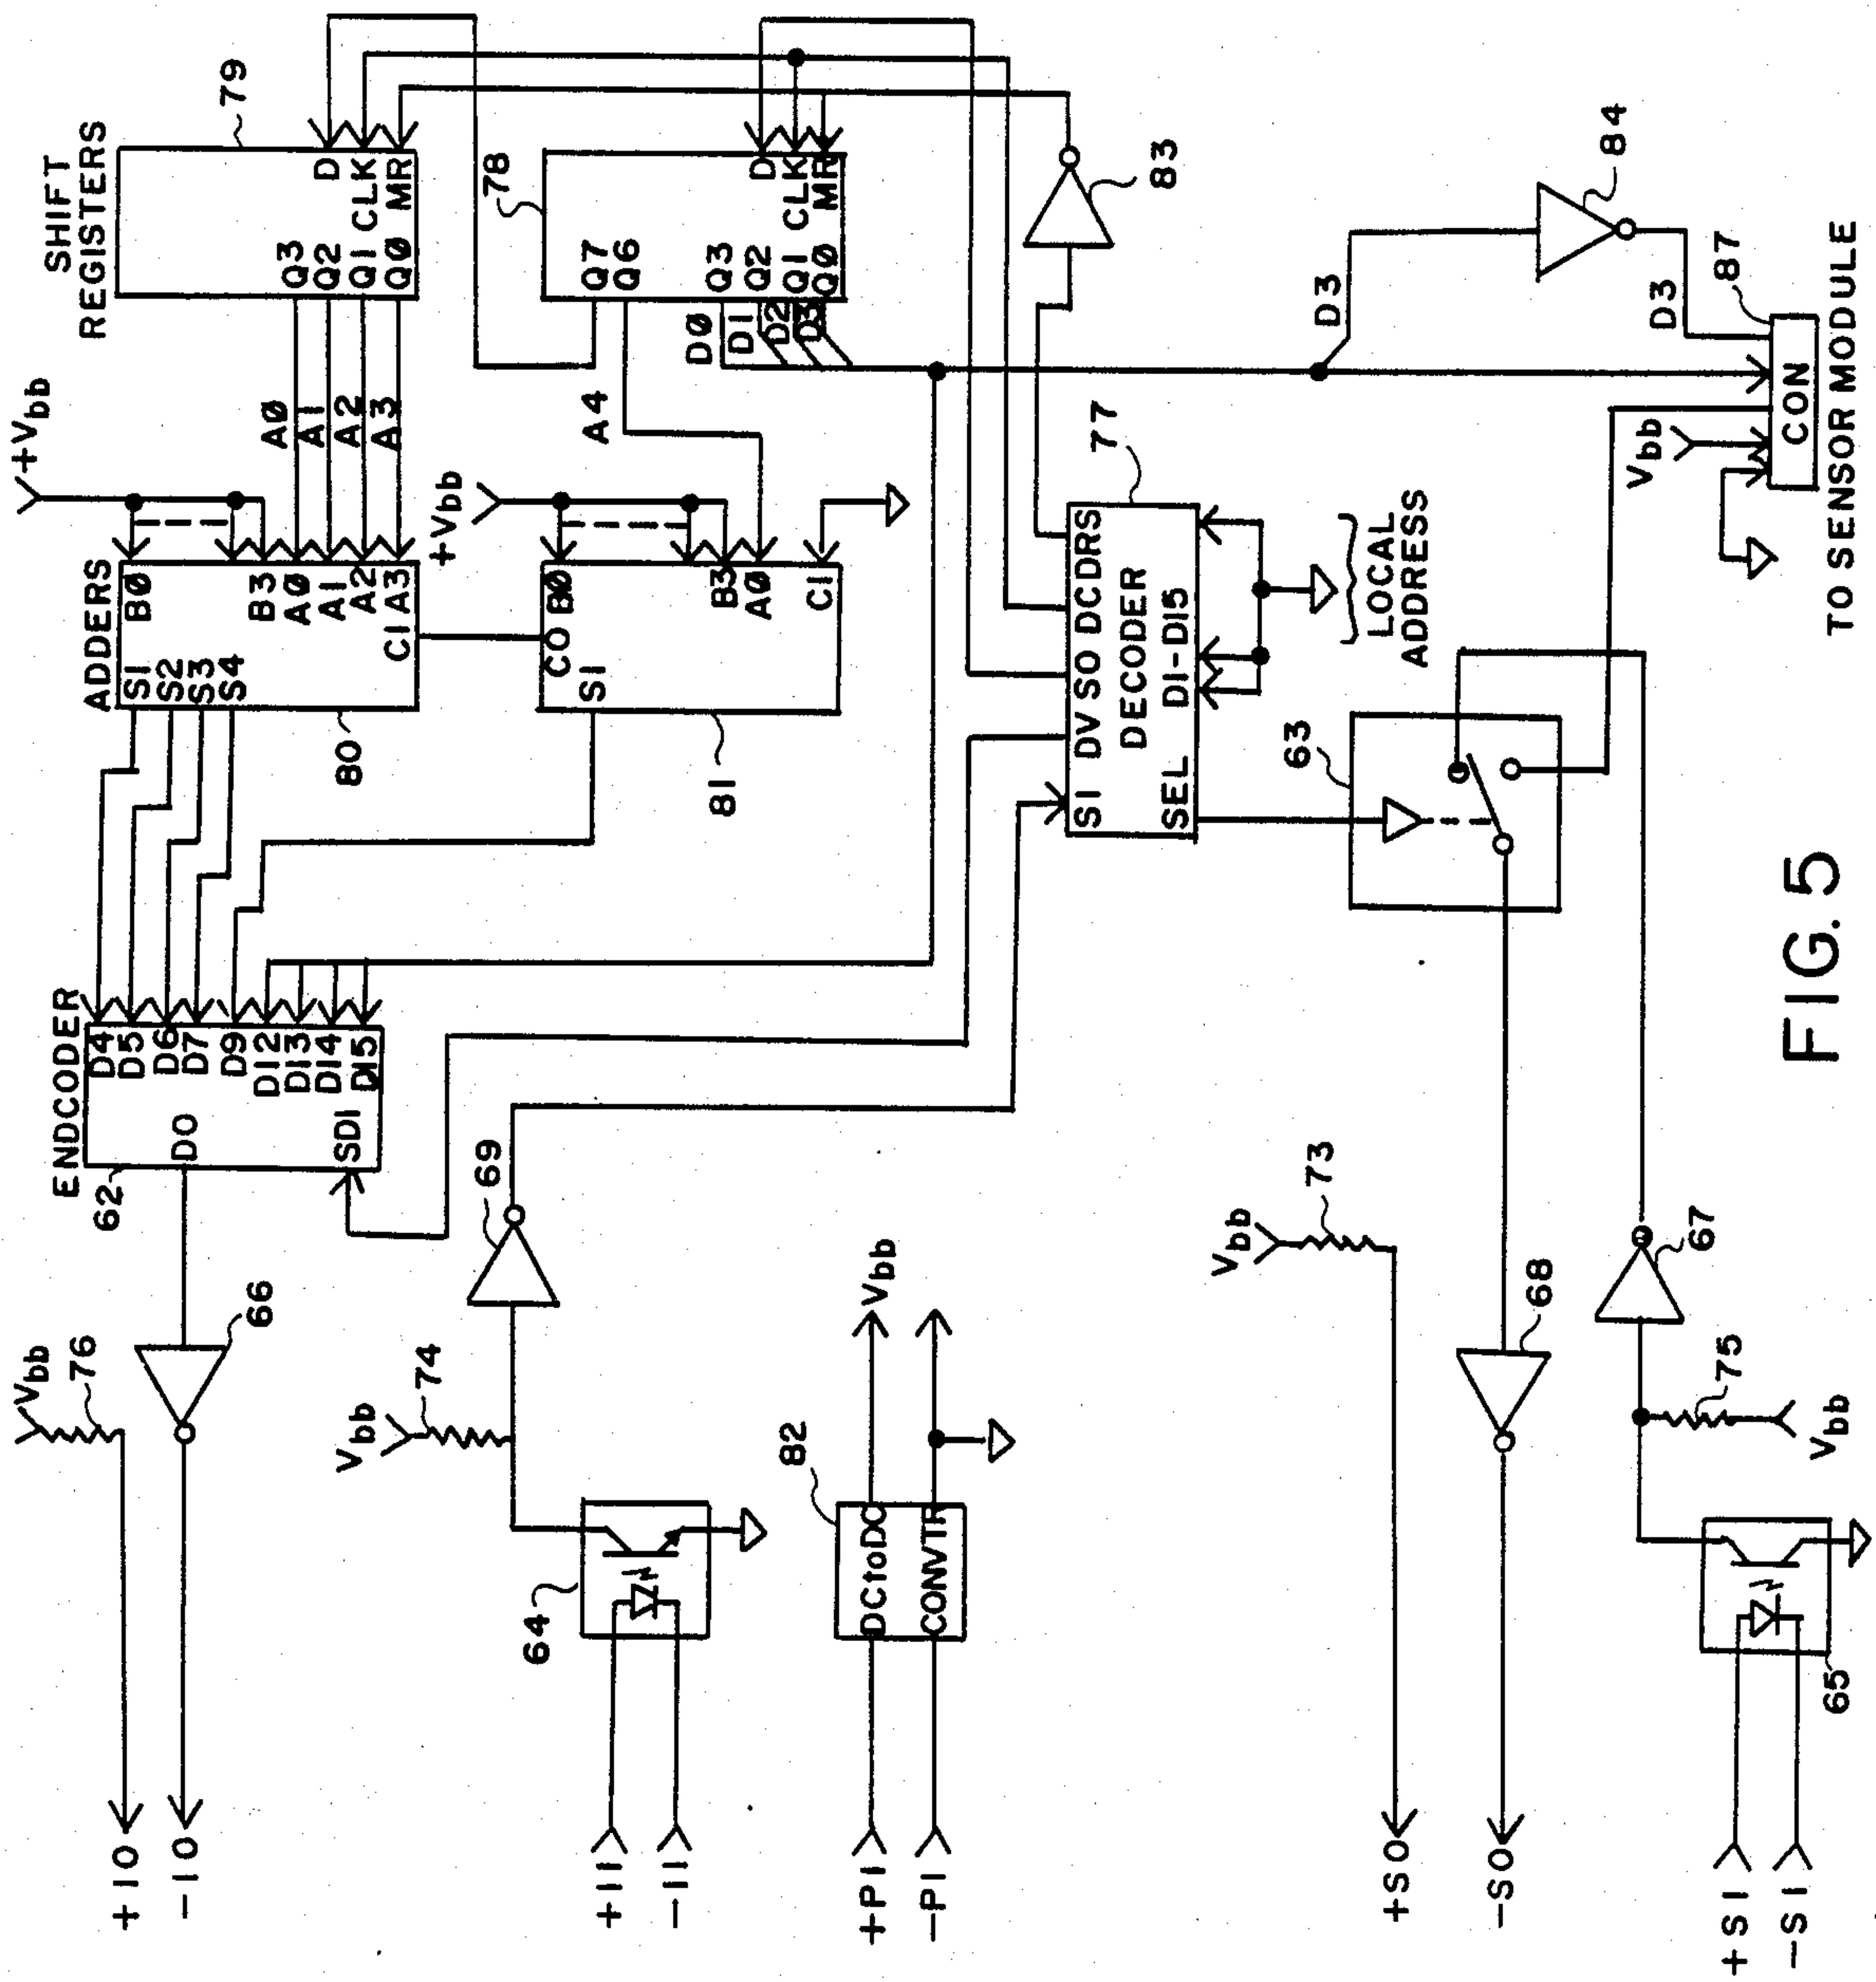 +IO
-IO
Vbb
76
66
ENDCODER
62
DO
SDI
D4
D5
D6
D7
D9
D12
D13
D14
D15
ADDERS
S1
S2
S3
S4
BØ
B3
AØ
A1
A2
A3
CI
80
+Vbb
AØ
A1
A2
A3
SHIFT
REGISTERS
79
Q3
Q2
Q1
QØ
D
CLK
MR
+II
-II
64
Vbb
74
69
81
CO
S1
BØ
B3
AØ
CI
+Vbb
A4
78
Q7
Q6
Q3
Q2
Q1
QØ
D
CLK
MR
DØ
D1
D2
D3
+PI
-PI
82
DCtoDC
CONVTR
Vbb
SI DV SO DC DRS
DECODER
SEL D1-D15
77
LOCAL
ADDRESS
83
+SO
-SO
Vbb
73
68
63
D3
84
D3
87
CON
Vbb
TO SENSOR MODULE
+SI
-SI
65
75
Vbb
67
FIG. 5